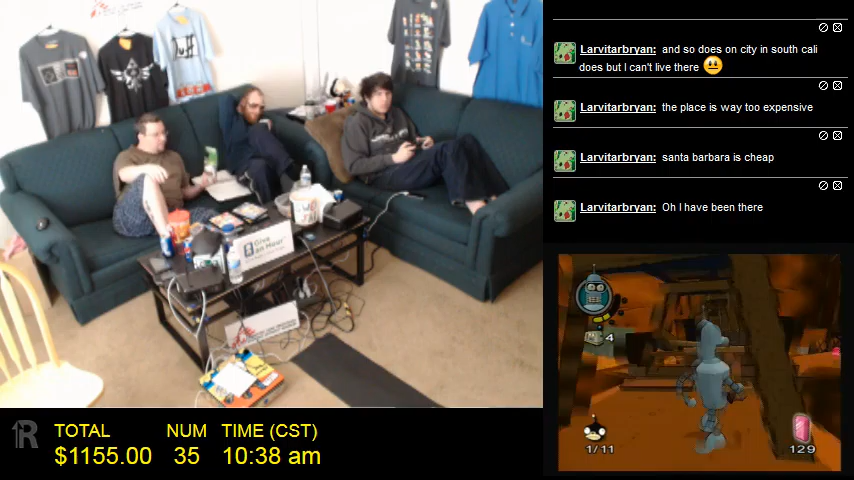 Larvitarbryan: and so does on city in south cali
does but I can't live there
Larvitarbryan: the place is way too expensive
Larvitarbryan: santa barbara is cheap
Larvitarbryan: Oh I have been there
Give
an Hour
4
1/11
129
TOTAL NUM TIME (CST)
$1155.00 35 10:38 am